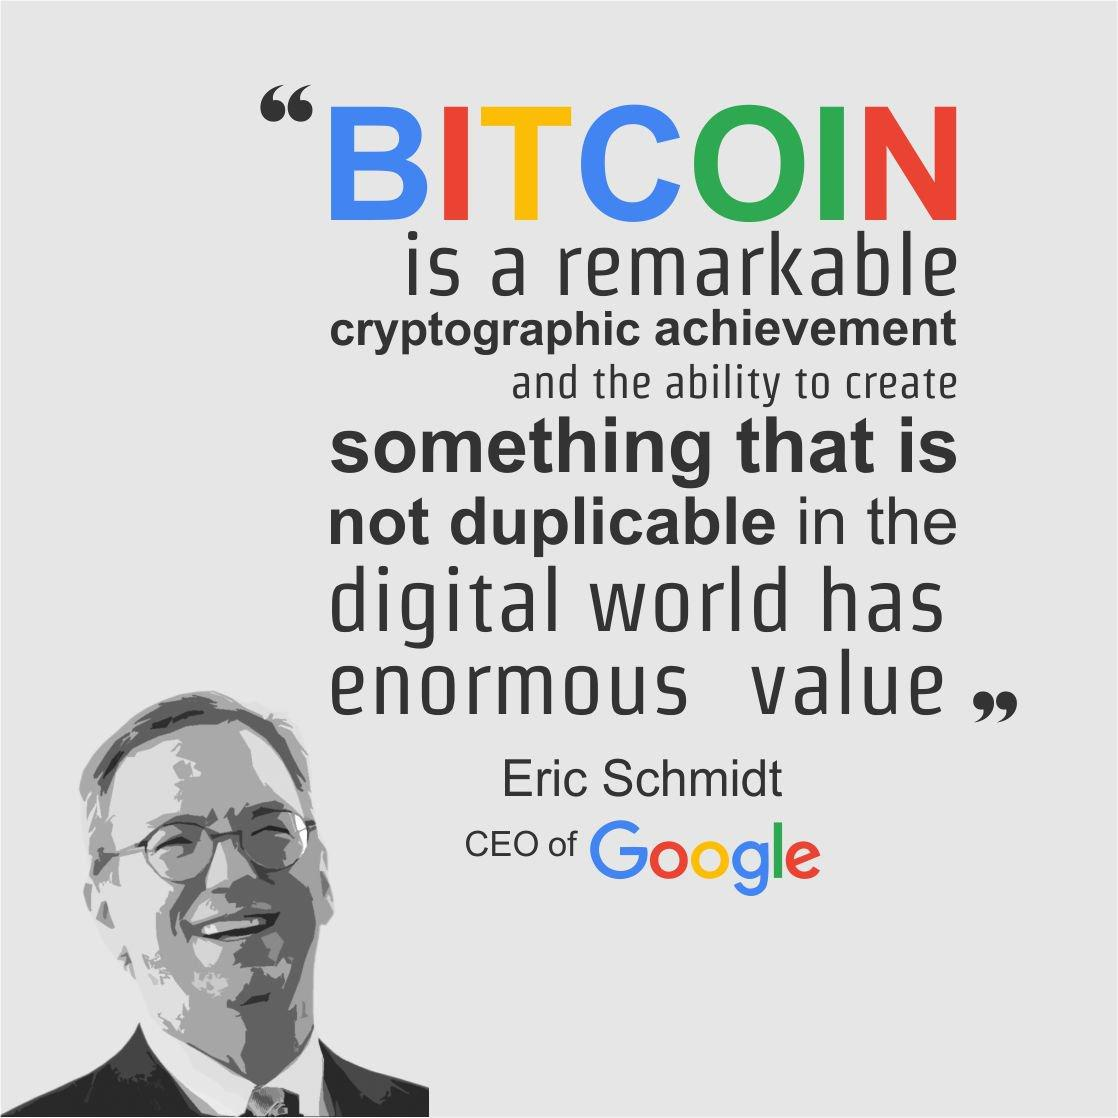 “BITCOIN
is a remarkable
cryptographic achievement
and the ability to create
something that is
not duplicable in the
digital world has
enormous value”
Eric Schmidt
CEO of Google